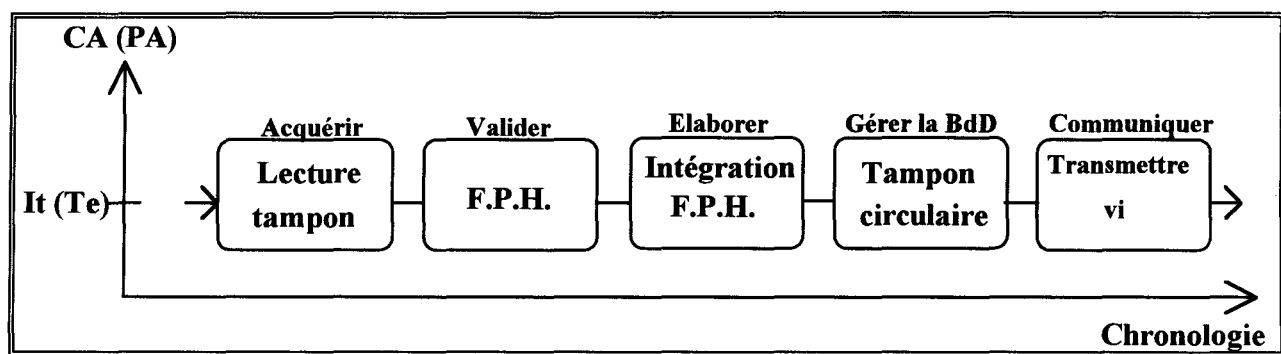 CA (PA)
Acquérir
Valider
Elaborer
Gérer la BdD
Communiquer
It (Te)
Lecture
tampon
F.P.H.
Intégration
F.P.H.
Tampon
circulaire
Transmettre
vi
Chronologie